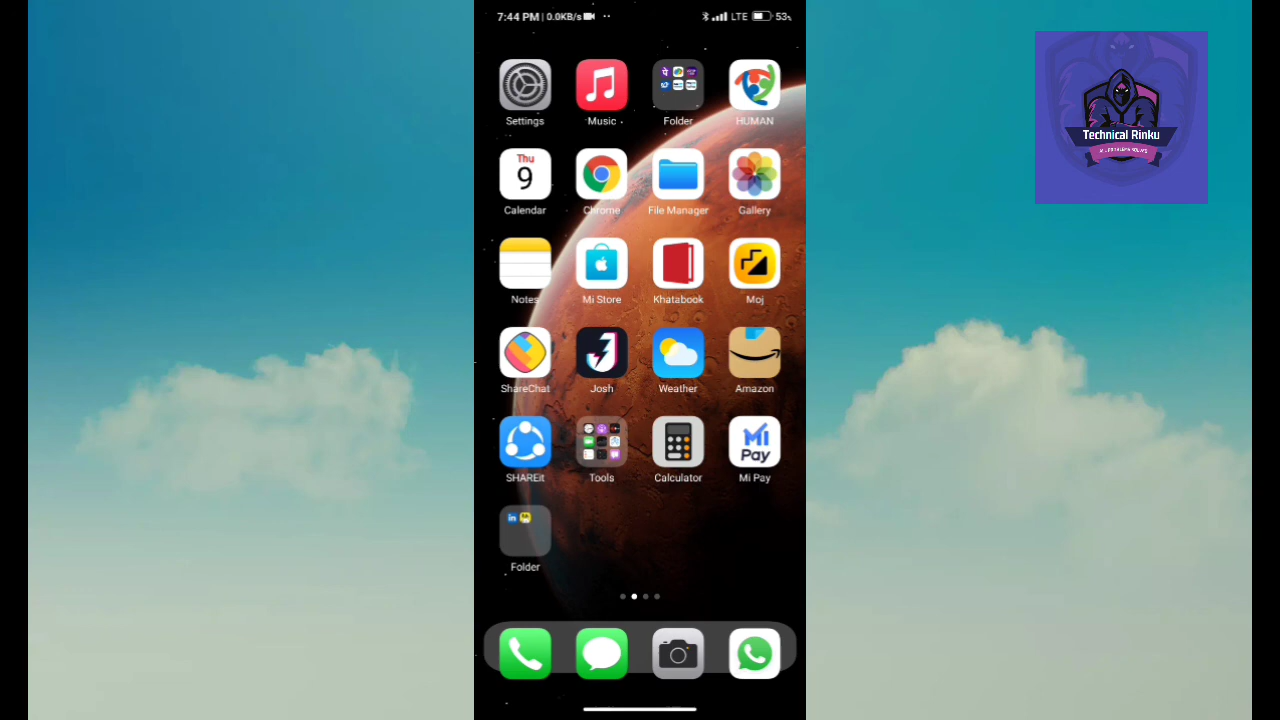 7:44 PM | 0.0KB/s
LTE 53
Settings
Music
Folder
HUMAN
Thu
9
Calendar
Chrome
File Manager
Gallery
Notes
Mi Store
Khatabook
Moj
ShareChat
Josh
Weather
Amazon
Mi
Pay
SHAREit
Tools
Calculator
Mi Pay
in
Folder
Technical Rinku